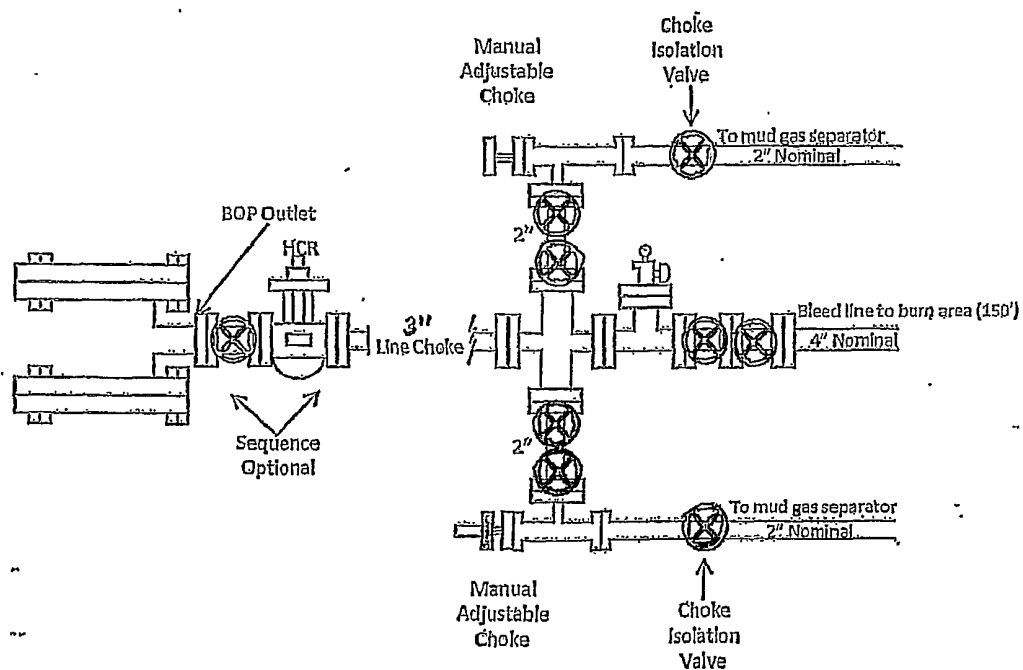 Choke
Isolation
Valve
Manual
Adjustable
Choke
To mud gas separator
2" Nominal
BOP Outlet
HCR
2"
3"
Line Choke
Bleed line to burn area (150')
4" Nominal
Sequence
Optional
2"
To mud gas separator
2" Nominal
Manual
Adjustable
Choke
Choke
Isolation
Valve